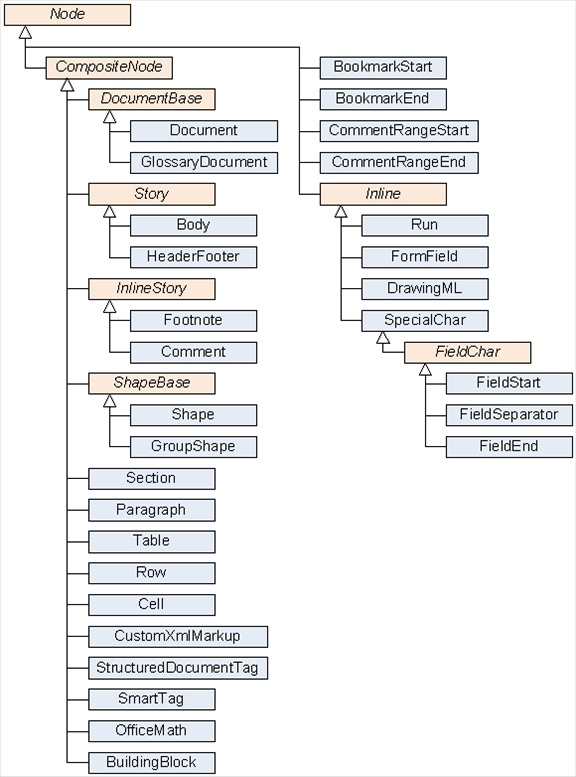 Node
CompositeNode
DocumentBase
Document
GlossaryDocument
Story
Body
HeaderFooter
InlineStory
Footnote
Comment
ShapeBase
Shape
GroupShape
Section
Paragraph
Table
Row
Cell
CustomXmlMarkup
StructuredDocumentTag
SmartTag
OfficeMath
BuildingBlock
BookmarkStart
BookmarkEnd
CommentRangeStart
CommentRangeEnd
Inline
Run
FormField
DrawingML
SpecialChar
FieldChar
FieldStart
FieldSeparator
FieldEnd